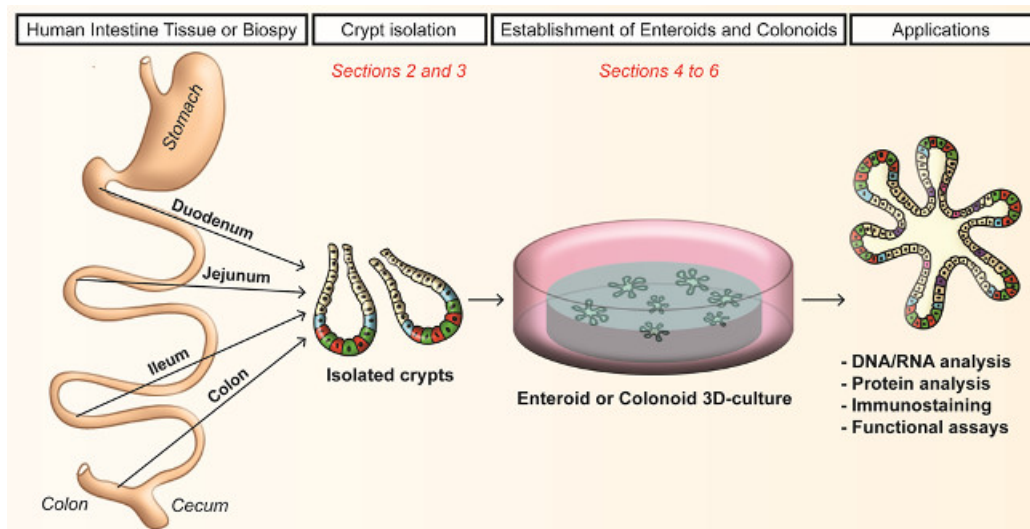 Human Intestine Tissue or Biospy
Crypt isolation
Establishment of Enteroids and Colonoids
Applications
Sections 2 and 3
Sections 4 to 6
Stomach
Duodenum
Jejunum
Ileum
Colon
Colon
Cecum
Isolated crypts
Enteroid or Colonoid 3D-culture
- DNA/RNA analysis
- Protein analysis
- Immunostaining
- Functional assays